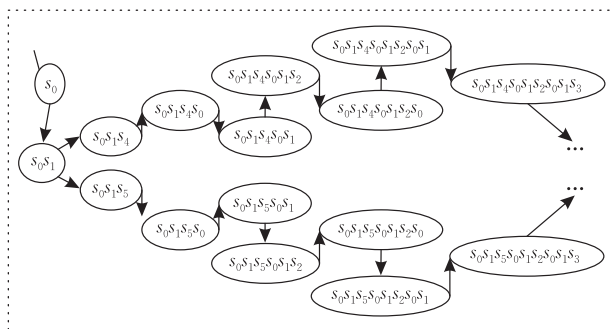 s₀
s₀s₁
s₀s₁s₄
s₀s₁s₄s₀
s₀s₁s₄s₀s₁
s₀s₁s₄s₀s₁s₂
s₀s₁s₄s₀s₁s₂s₀
s₀s₁s₄s₀s₁s₂s₀s₁
s₀s₁s₄s₀s₁s₂s₀s₁s₃
...
s₀s₁s₅
s₀s₁s₅s₀
s₀s₁s₅s₀s₁
s₀s₁s₅s₀s₁s₂
s₀s₁s₅s₀s₁s₂s₀
s₀s₁s₅s₀s₁s₂s₀s₁
s₀s₁s₅s₀s₁s₂s₀s₁s₃
...